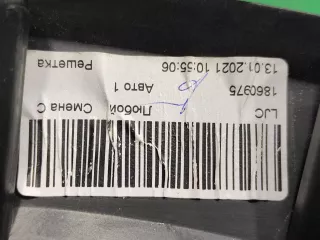 LJC Любой Смена С
1860975 Авто 1
13.01.2021 10:55:06 Решетка